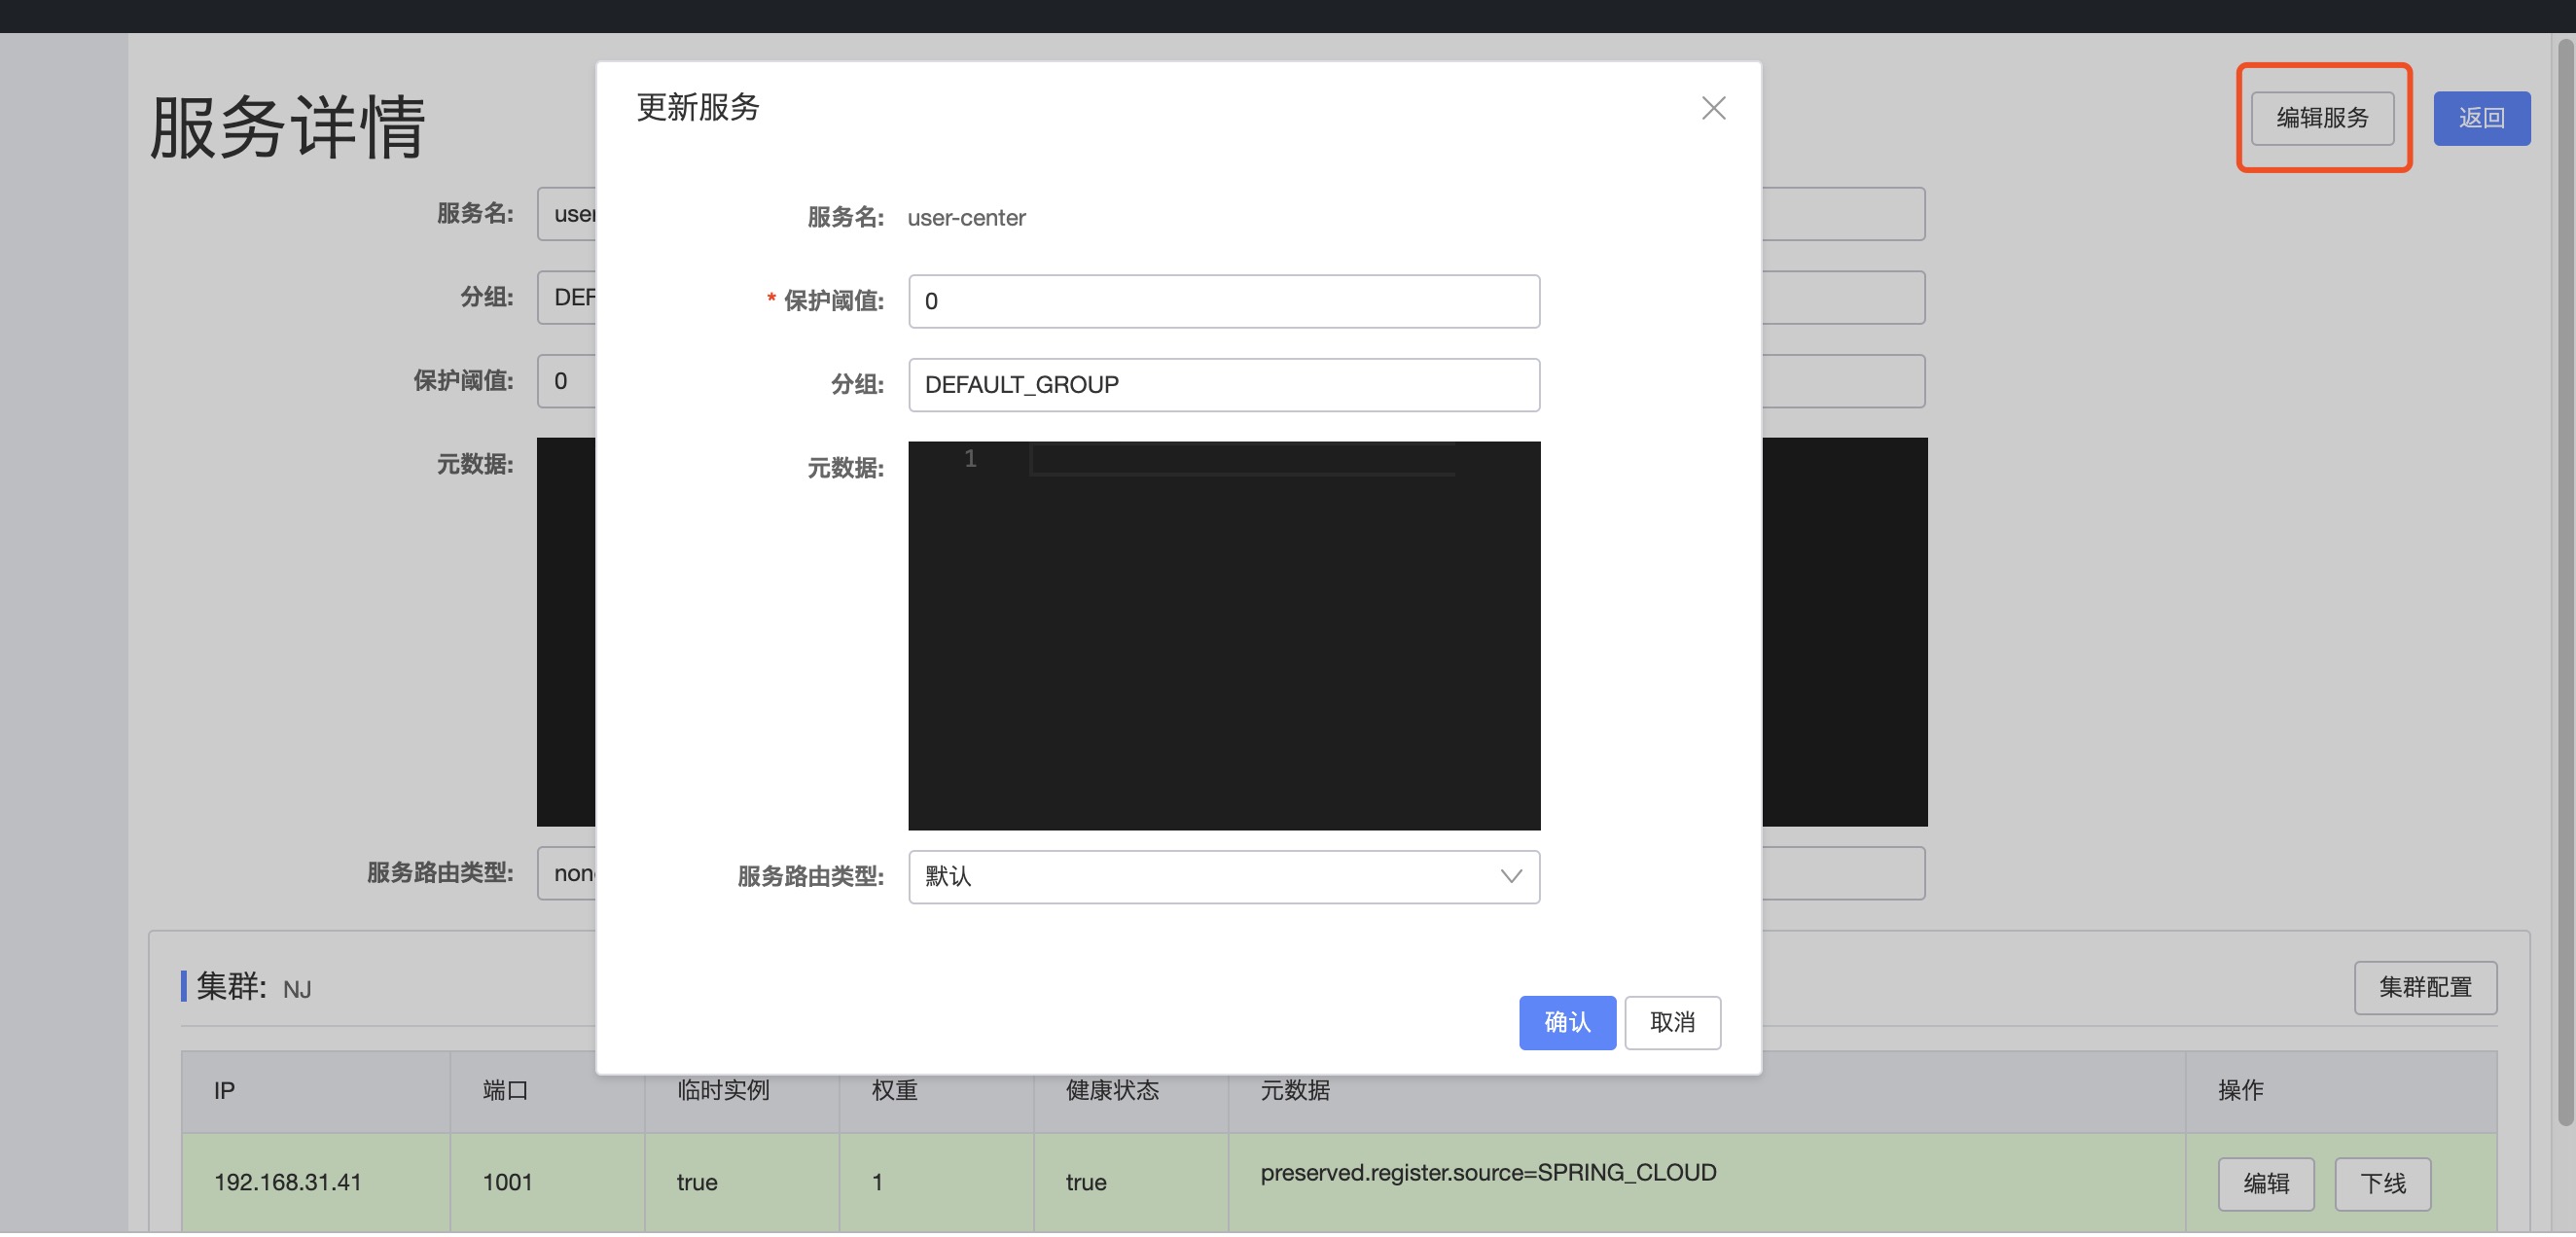 服务详情
编辑服务
返回
服务名:
分组:
DEF
保护阈值:
0
元数据:
服务路由类型:
更新服务
服务名: user-center
* 保护阈值: 0
分组: DEFAULT_GROUP
元数据: 1
服务路由类型: 默认
确认 取消
集群: NJ
集群配置
IP 端口 临时实例 权重 健康状态 元数据 操作
192.168.31.41 1001 true 1 true preserved.register.source=SPRING_CLOUD 编辑 下线